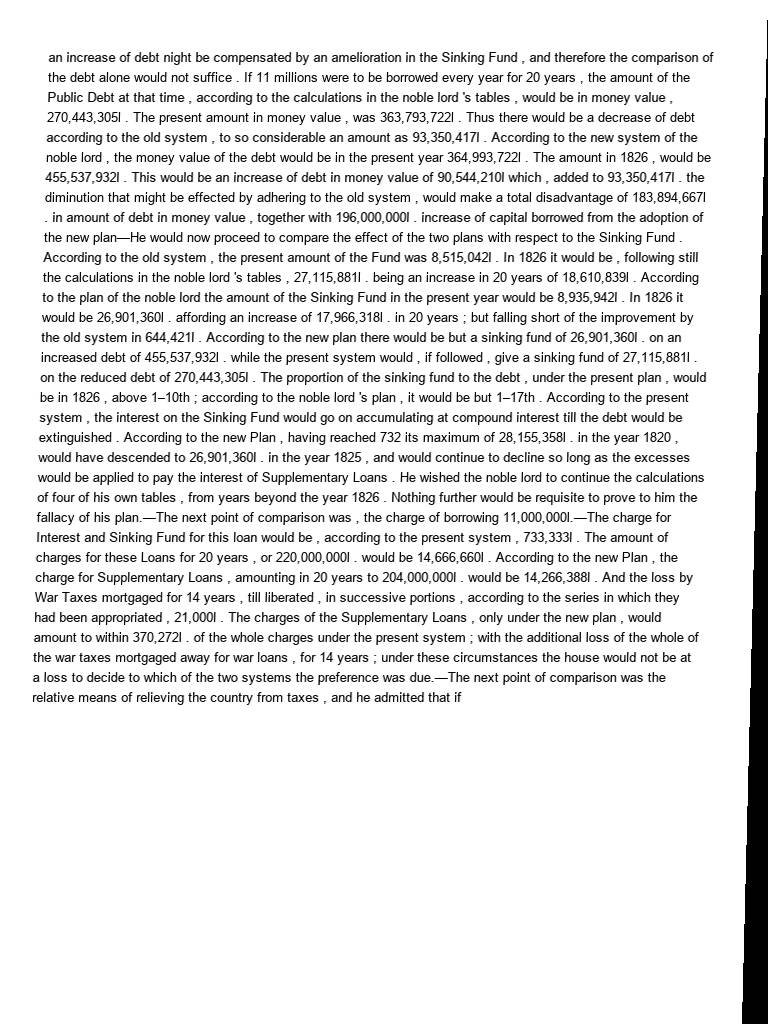 an increase of debt night be compensated by an amelioration in the Sinking Fund , and therefore the comparison of
the debt alone would not suffice . If 11 millions were to be borrowed every year for 20 years , the amount of the
Public Debt at that time , according to the calculations in the noble lord 's tables , would be in money value ,
270,443,305l . The present amount in money value , was 363,793,722l . Thus there would be a decrease of debt
according to the old system , to so considerable an amount as 93,350,417l . According to the new system of the
noble lord , the money value of the debt would be in the present year 364,993,722l . The amount in 1826 , would be
455,537,932l . This would be an increase of debt in money value of 90,544,210l which , added to 93,350,417l . the
diminution that might be effected by adhering to the old system , would make a total disadvantage of 183,894,667l
. in amount of debt in money value , together with 196,000,000l . increase of capital borrowed from the adoption of
the new plan—He would now proceed to compare the effect of the two plans with respect to the Sinking Fund .
According to the old system , the present amount of the Fund was 8,515,042l . In 1826 it would be , following still
the calculations in the noble lord 's tables , 27,115,881l . being an increase in 20 years of 18,610,839l . According
to the plan of the noble lord the amount of the Sinking Fund in the present year would be 8,935,942l . In 1826 it
would be 26,901,360l . affording an increase of 17,966,318l . in 20 years ; but falling short of the improvement by
the old system in 644,421l . According to the new plan there would be but a sinking fund of 26,901,360l . on an
increased debt of 455,537,932l . while the present system would , if followed , give a sinking fund of 27,115,881l .
on the reduced debt of 270,443,305l . The proportion of the sinking fund to the debt , under the present plan , would
be in 1826 , above 1–10th ; according to the noble lord 's plan , it would be but 1–17th . According to the present
system , the interest on the Sinking Fund would go on accumulating at compound interest till the debt would be
extinguished . According to the new Plan , having reached 732 its maximum of 28,155,358l . in the year 1820 ,
would have descended to 26,901,360l . in the year 1825 , and would continue to decline so long as the excesses
would be applied to pay the interest of Supplementary Loans . He wished the noble lord to continue the calculations
of four of his own tables , from years beyond the year 1826 . Nothing further would be requisite to prove to him the
fallacy of his plan.—The next point of comparison was , the charge of borrowing 11,000,000l.—The charge for
Interest and Sinking Fund for this loan would be , according to the present system , 733,333l . The amount of
charges for these Loans for 20 years , or 220,000,000l . would be 14,666,660l . According to the new Plan , the
charge for Supplementary Loans , amounting in 20 years to 204,000,000l . would be 14,266,388l . And the loss by
War Taxes mortgaged for 14 years , till liberated , in successive portions , according to the series in which they
had been appropriated , 21,000l . The charges of the Supplementary Loans , only under the new plan , would
amount to within 370,272l . of the whole charges under the present system ; with the additional loss of the whole of
the war taxes mortgaged away for war loans , for 14 years ; under these circumstances the house would not be at
a loss to decide to which of the two systems the preference was due.—The next point of comparison was the
relative means of relieving the country from taxes , and he admitted that if